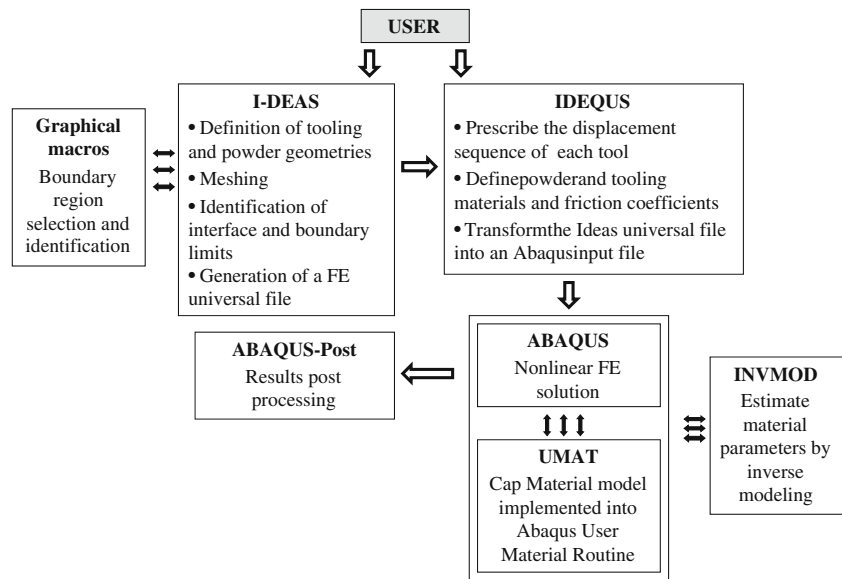 USER
I-DEAS
• Definition of tooling
and powder geometries
• Meshing
• Identification of
interface and boundary
limits
• Generation of a FE
universal file
Graphical
macros
Boundary
region
selection and
identification
IDEQUS
• Prescribe the displacement
sequence of each tool
• Definepowderand tooling
materials and friction coefficients
• Transformthe Ideas universal file
into an Abaqusinput file
ABAQUS-Post
Results post
processing
ABAQUS
Nonlinear FE
solution
UMAT
Cap Material model
implemented into
Abaqus User
Material Routine
INVMOD
Estimate
material
parameters by
inverse
modeling